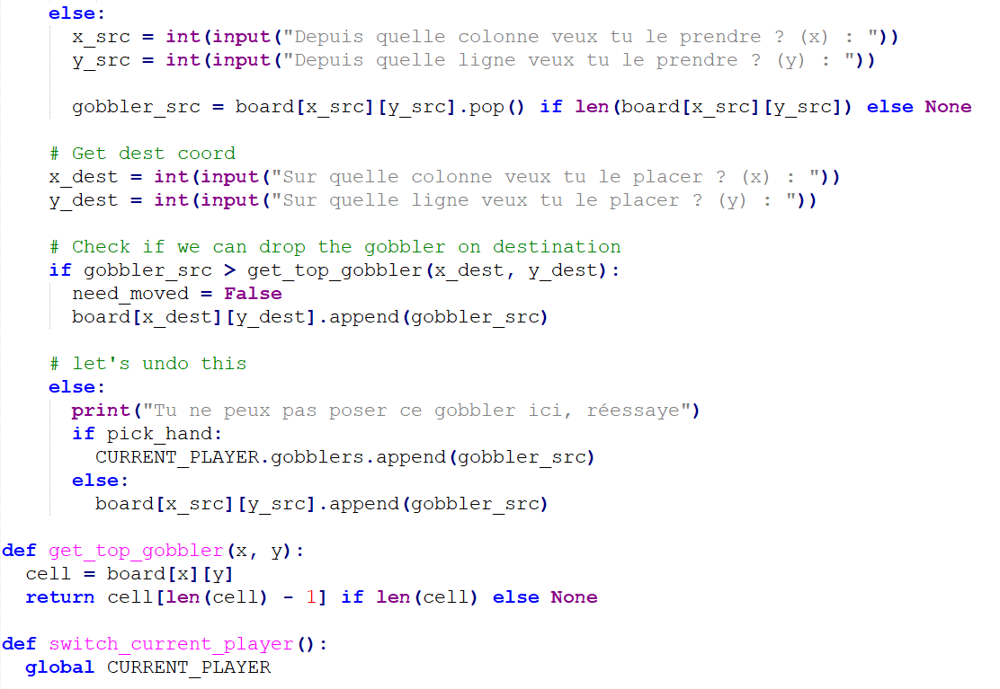 else:
x_src = int(input("Depuis quelle colonne veux tu le prendre ? (x) : "))
y_src = int(input("Depuis quelle ligne veux tu le prendre ? (y) : "))
gobbler_src = board[x_src][y_src].pop() if len(board[x_src][y_src]) else None
# Get dest coord
x_dest = int(input("Sur quelle colonne veux tu le placer ? (x) : "))
y_dest = int(input("Sur quelle ligne veux tu le placer ? (y) : "))
# Check if we can drop the gobbler on destination
if gobbler_src > get_top_gobbler(x_dest, y_dest):
need_moved = False
board[x_dest][y_dest].append(gobbler_src)
# let's undo this
else:
print("Tu ne peux pas poser ce gobbler ici, réessaye")
if pick_hand:
CURRENT_PLAYER.gobblers.append(gobbler_src)
else:
board[x_src][y_src].append(gobbler_src)
def get_top_gobbler(x, y):
cell = board[x][y]
return cell[len(cell) - 1] if len(cell) else None
def switch_current_player():
global CURRENT_PLAYER